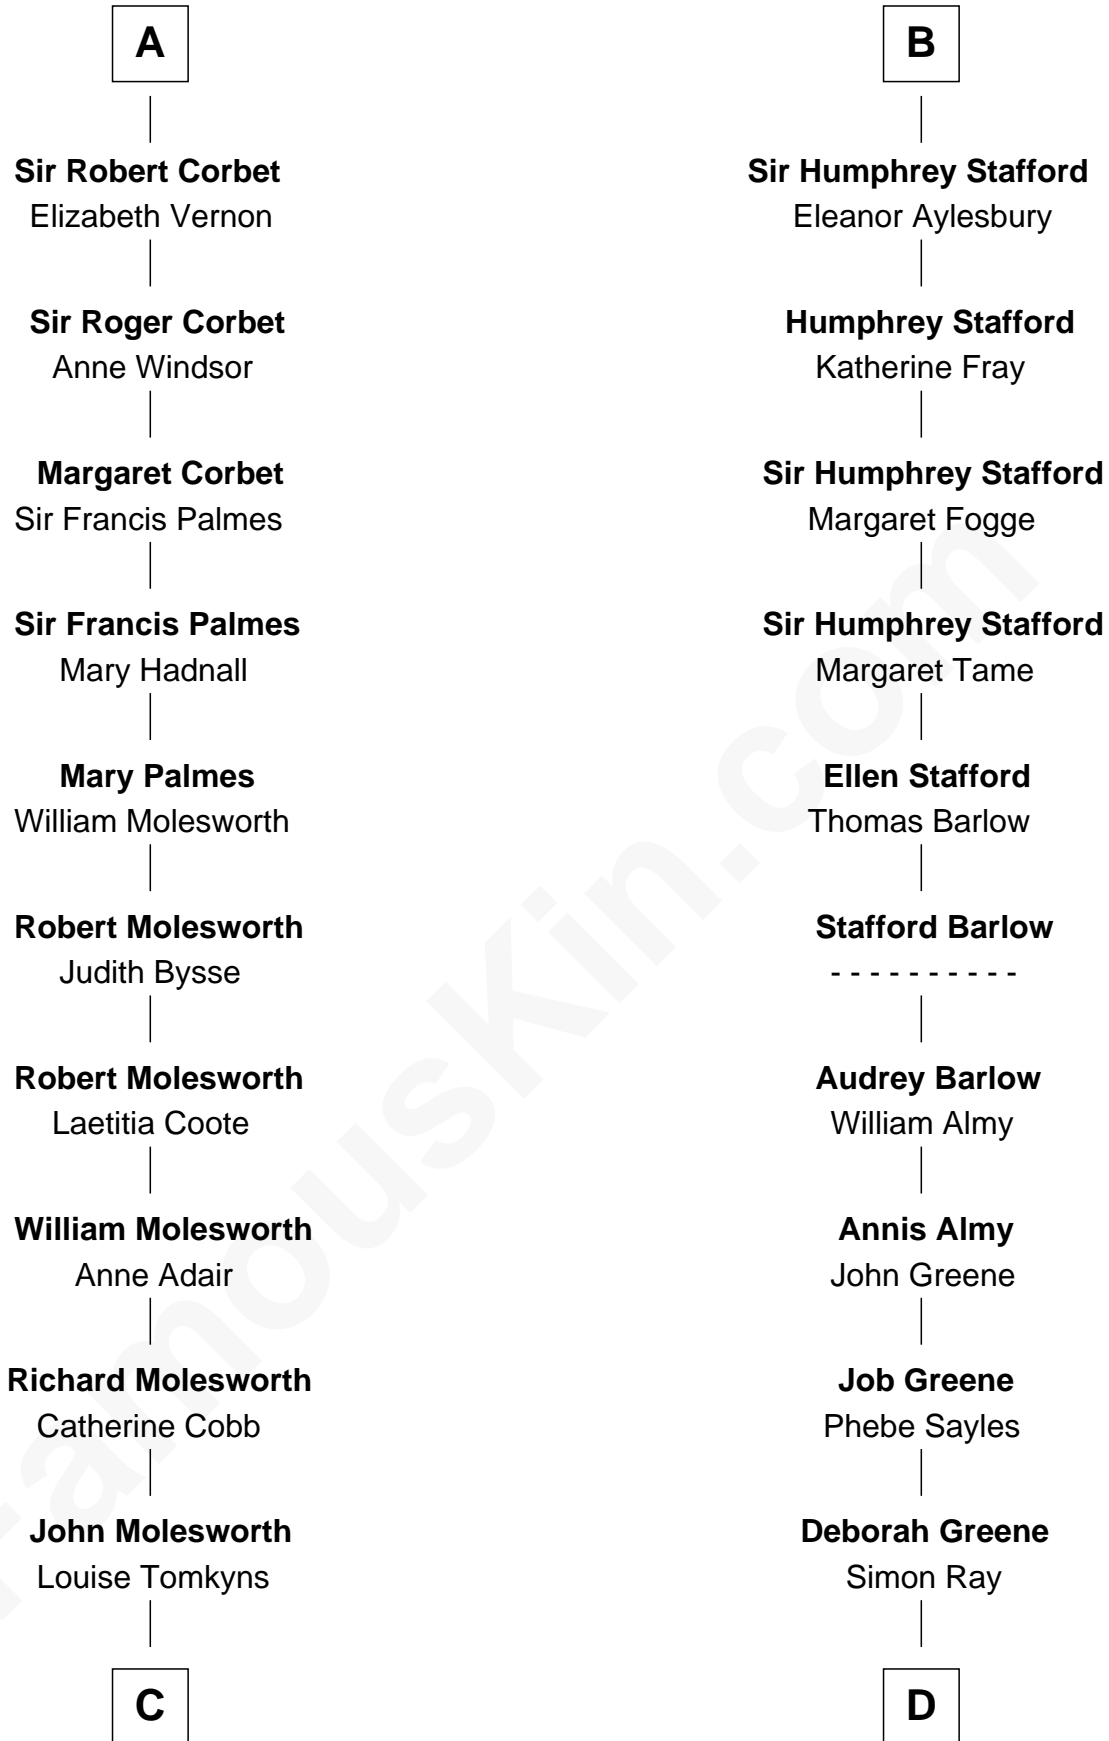 A
Sir Robert Corbet
Elizabeth Vernon
Sir Roger Corbet
Anne Windsor
Margaret Corbet
Sir Francis Palmes
Sir Francis Palmes
Mary Hadnall
Mary Palmes
William Molesworth
Robert Molesworth
Judith Bysse
Robert Molesworth
Laetitia Coote
William Molesworth
Anne Adair
Richard Molesworth
Catherine Cobb
John Molesworth
Louise Tomkyns
C
B
Sir Humphrey Stafford
Eleanor Aylesbury
Humphrey Stafford
Katherine Fray
Sir Humphrey Stafford
Margaret Fogge
Sir Humphrey Stafford
Margaret Tame
Ellen Stafford
Thomas Barlow
Stafford Barlow
- - - - - - - - - -
Audrey Barlow
William Almy
Annis Almy
John Greene
Job Greene
Phebe Sayles
Deborah Greene
Simon Ray
D
FamousKin.com